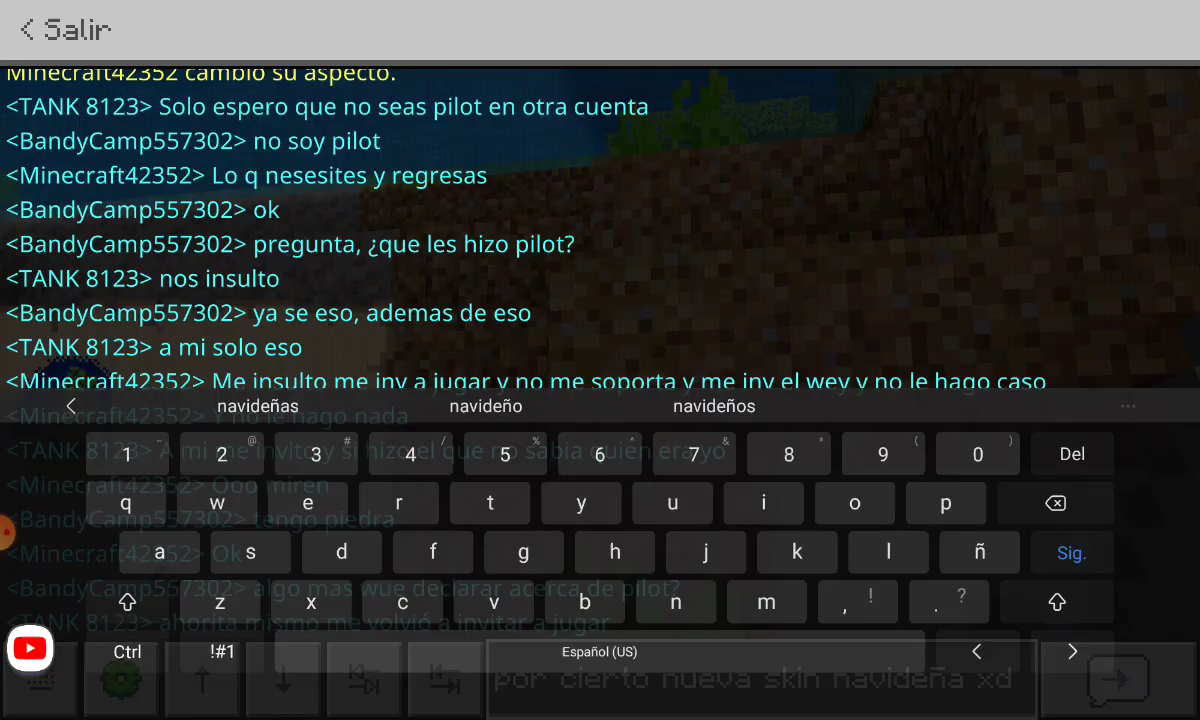 Salir
Minecraft42352 cambió su aspecto.
<TANK 8123> Solo espero que no seas pilot en otra cuenta
<BandyCamp557302> no soy pilot
<Minecraft42352> Lo q nesesites y regresas
<BandyCamp557302> ok
<BandyCamp557302> pregunta, ¿que les hizo pilot?
<TANK 8123> nos insulto
<BandyCamp557302> ya se eso, ademas de eso
<TANK 8123> a mi solo eso
<Minecraft42352> Me insulto me inv a jugar y no me soporta y me inv el wey y no le hago caso
navideñas navideño navideños ...
<Minecraft42352> Y no le hago nada
<TANK 8123> A mi me invito y si hizo el que no sabia quién era yo
<Minecraft42352> Ooo miren
<BandyCamp557302> tengo piedra
<Minecraft42352> Ok
<BandyCamp557302> algo mas wue declarar acerca de pilot?
<TANK 8123> ahorita mismo me volvió a invitar a jugar
~ @ # / % ^ & * ( )
1 2 3 4 5 6 7 8 9 0 Del
q w e r t y u i o p
a s d f g h j k l ñ Sig.
z x c v b n m , ! . ?
Ctrl !#1 Español (US) < >
por cierto nueva skin navideña xd